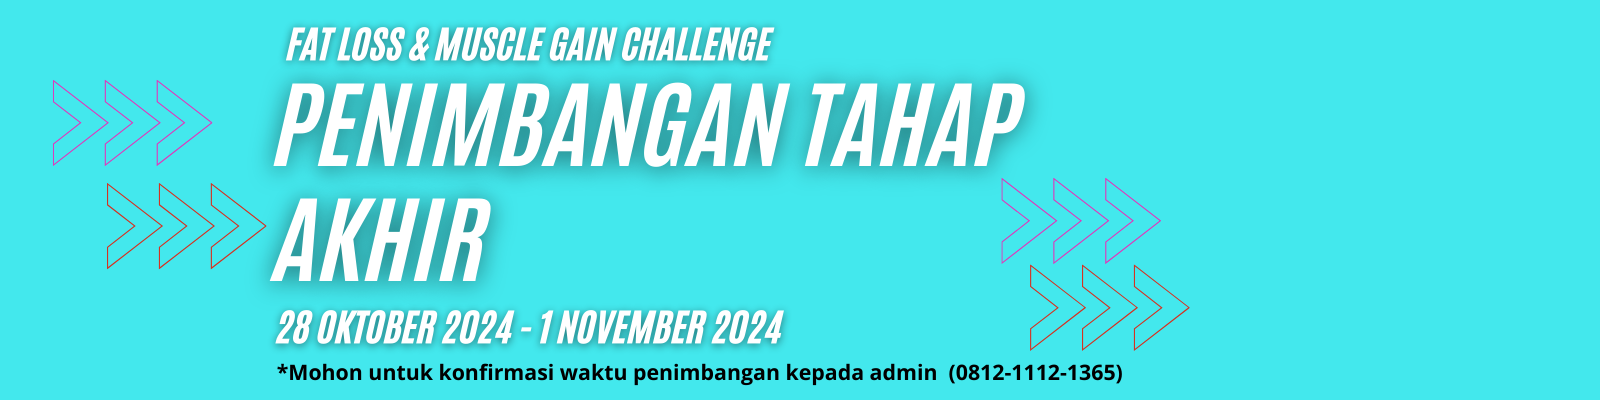 FAT LOSS & MUSCLE GAIN CHALLENGE
PENIMBANGAN TAHAP
AKHIR
28 OKTOBER 2024 - 1 NOVEMBER 2024
*Mohon untuk konfirmasi waktu penimbangan kepada admin (0812-1112-1365)